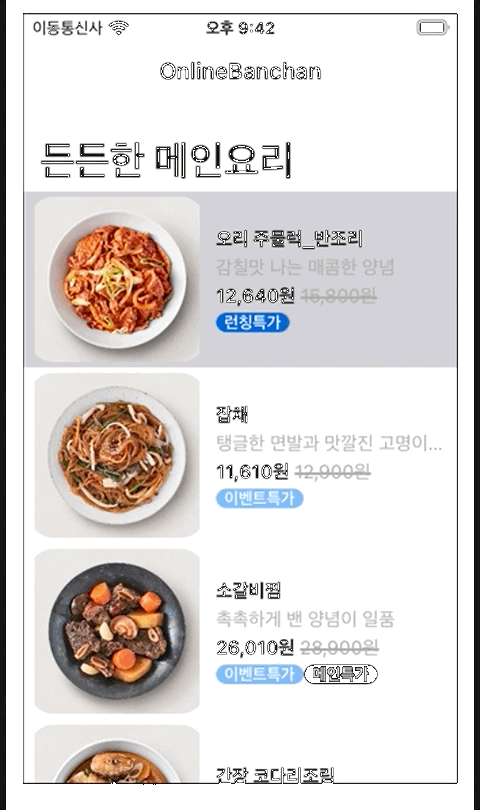 이동통신사 오후 9:42
OnlineBanchan
든든한 메인요리
오리 주물럭_반조리
감칠맛 나는 매콤한 양념
12,640원 15,800원
런칭특가
잡채
탱글한 면발과 맛깔진 고명이...
11,610원 12,900원
이벤트특가
소갈비찜
촉촉하게 밴 양념이 일품
26,010원 28,900원
이벤트특가 메인특가
간장 코다리조림